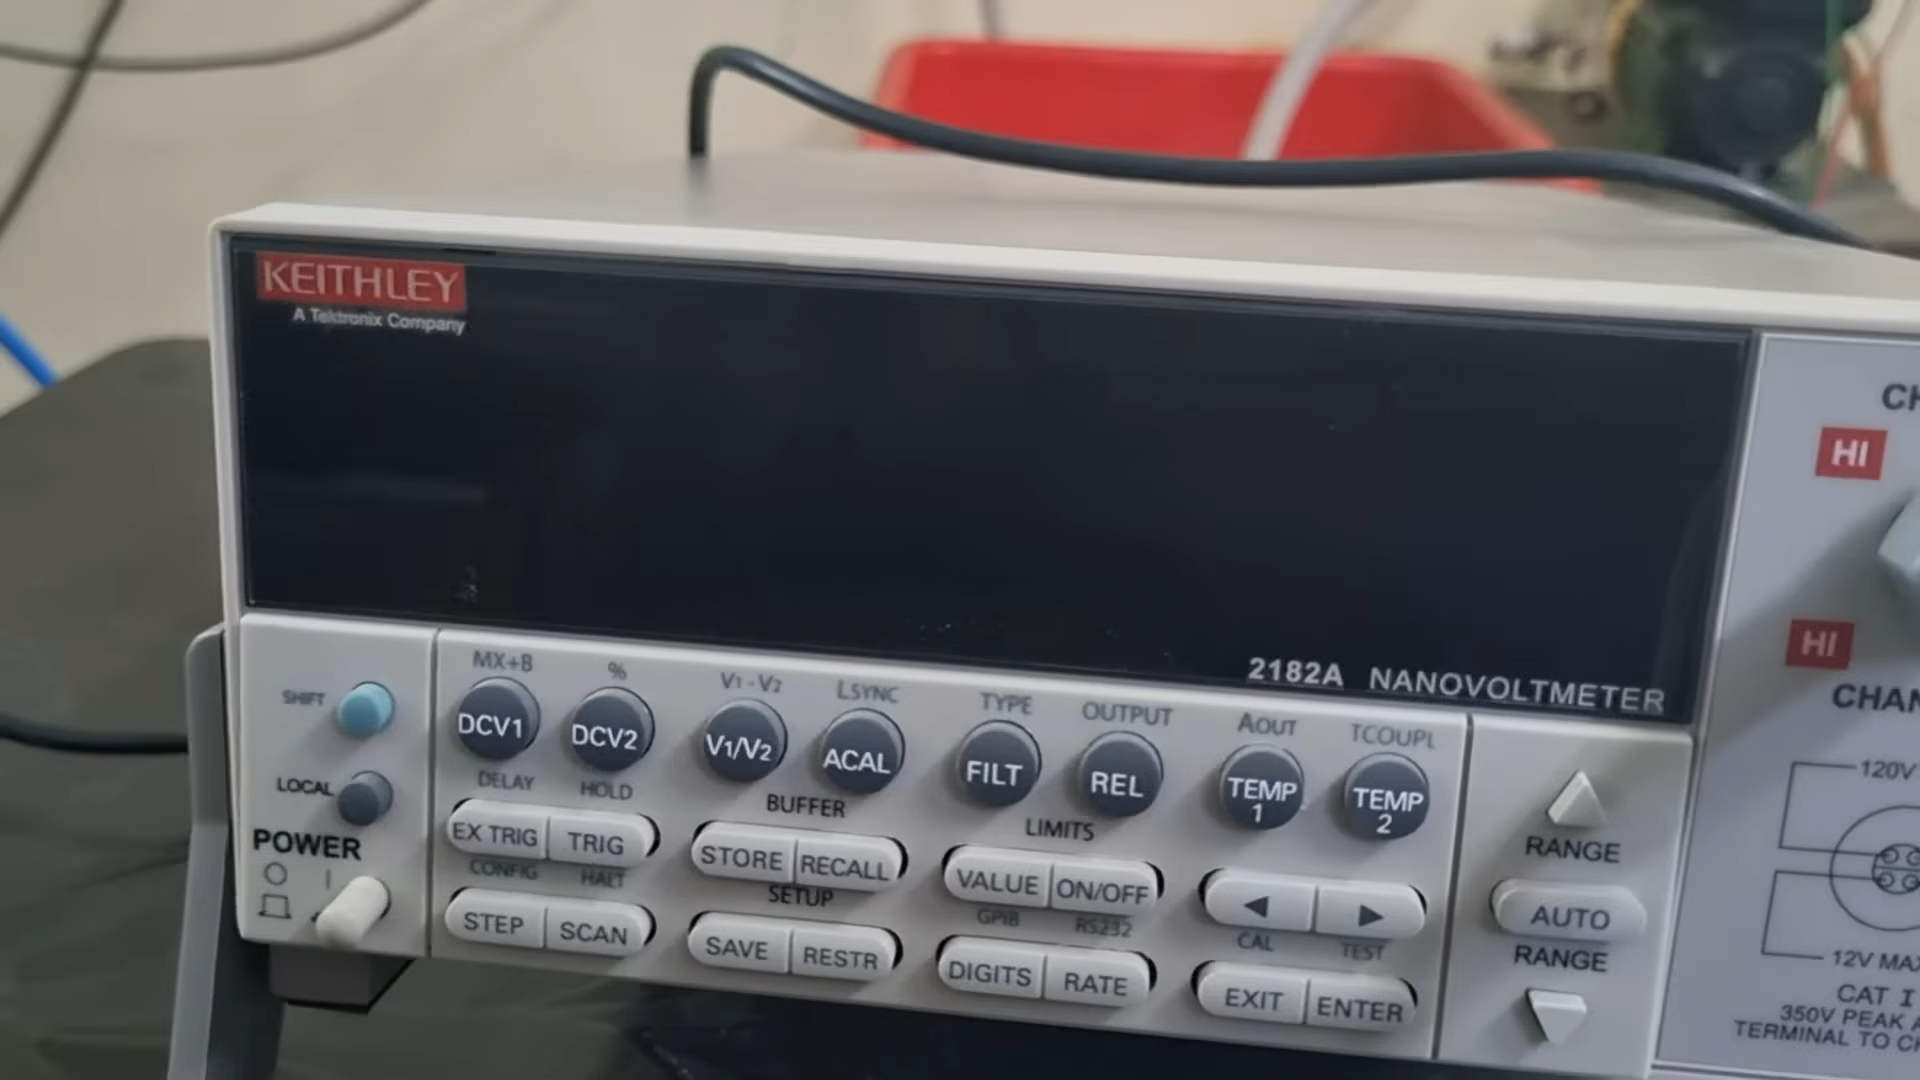 KEITHLEY
A Tektronix Company
2182A NANOVOLTMETER
HI
HI
SHIFT
LOCAL
POWER
MX+B
%
V1-V2
LSYNC
TYPE
OUTPUT
AOUT
TCOUPL
DCV1
DCV2
V1/V2
ACAL
FILT
REL
TEMP 1
TEMP 2
DELAY
HOLD
BUFFER
LIMITS
EX TRIG
TRIG
STORE
RECALL
VALUE
ON/OFF
CONFIG
HALT
SETUP
GPIB
RS232
CAL
TEST
STEP
SCAN
SAVE
RESTR
DIGITS
RATE
EXIT
ENTER
RANGE
AUTO
RANGE
120V
12V MAX
CAT I
350V PEAK
TERMINAL TO